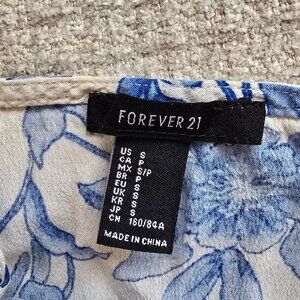 FOREVER 21
US S
CA P
MX S/P
BR P
EU S
UK S
KR S
JP S
CN 160/84A
MADE IN CHINA